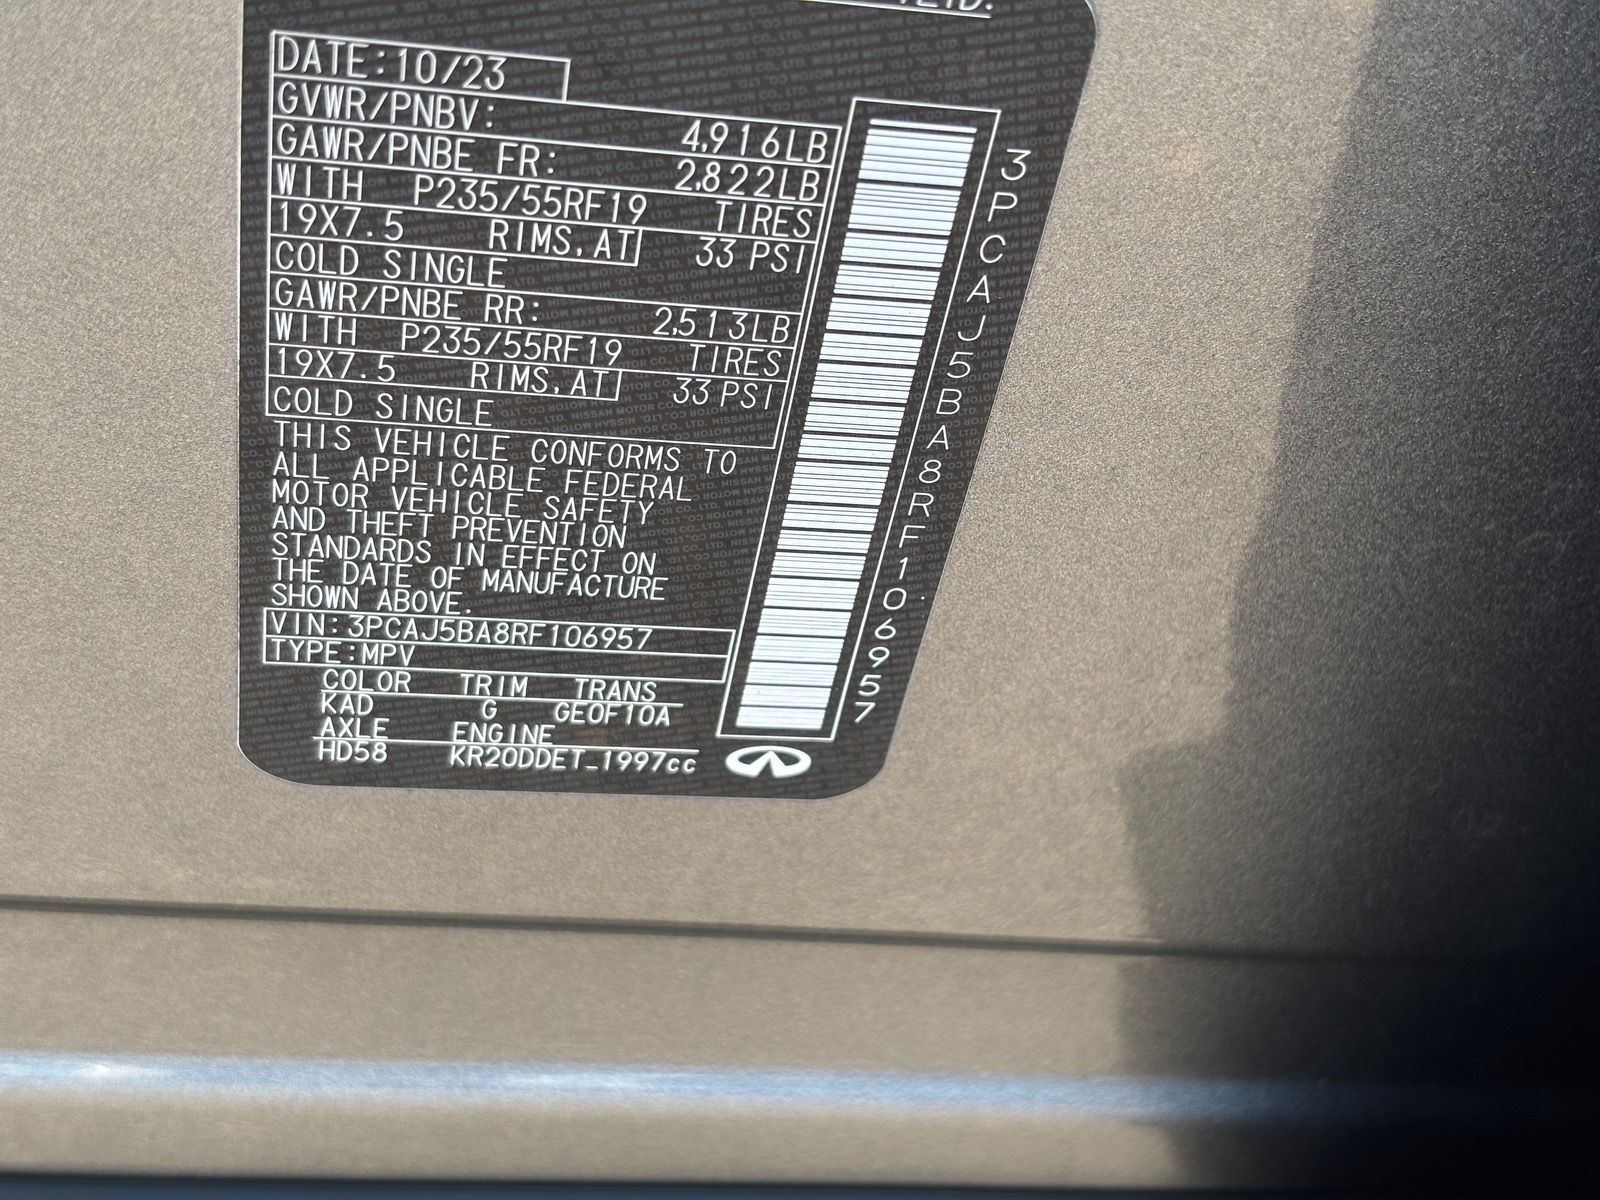 DATE:10/23
GVWR/PNBV: 4,916LB
GAWR/PNBE FR: 2,822LB
WITH P235/55RF19 TIRES
19X7.5 RIMS,AT 33 PSI
COLD SINGLE
GAWR/PNBE RR: 2,513LB
WITH P235/55RF19 TIRES
19X7.5 RIMS,AT 33 PSI
COLD SINGLE
THIS VEHICLE CONFORMS TO
ALL APPLICABLE FEDERAL
MOTOR VEHICLE SAFETY
AND THEFT PREVENTION
STANDARDS IN EFFECT ON
THE DATE OF MANUFACTURE
SHOWN ABOVE.
VIN:3PCAJ5BA8RF106957
TYPE:MPV
COLOR TRIM TRANS
KAD G GE0F10A
AXLE ENGINE
HD58 KR20DDET_1997cc
3PCAJ5BA8RF106957